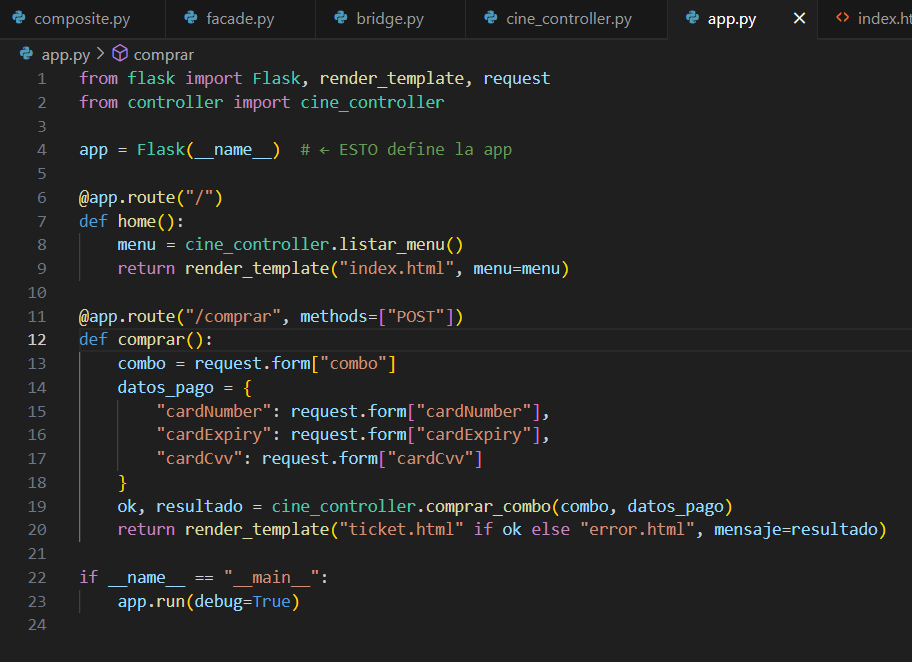 composite.py facade.py bridge.py cine_controller.py app.py × <> index.ht
app.py > comprar
1 from flask import Flask, render_template, request
2 from controller import cine_controller
3
4 app = Flask(__name__)  # ← ESTO define la app
5
6 @app.route("/")
7 def home():
8     menu = cine_controller.listar_menu()
9     return render_template("index.html", menu=menu)
10
11 @app.route("/comprar", methods=["POST"])
12 def comprar():
13     combo = request.form["combo"]
14     datos_pago = {
15         "cardNumber": request.form["cardNumber"],
16         "cardExpiry": request.form["cardExpiry"],
17         "cardCvv": request.form["cardCvv"]
18     }
19     ok, resultado = cine_controller.comprar_combo(combo, datos_pago)
20     return render_template("ticket.html" if ok else "error.html", mensaje=resultado)
21
22 if __name__ == "__main__":
23     app.run(debug=True)
24